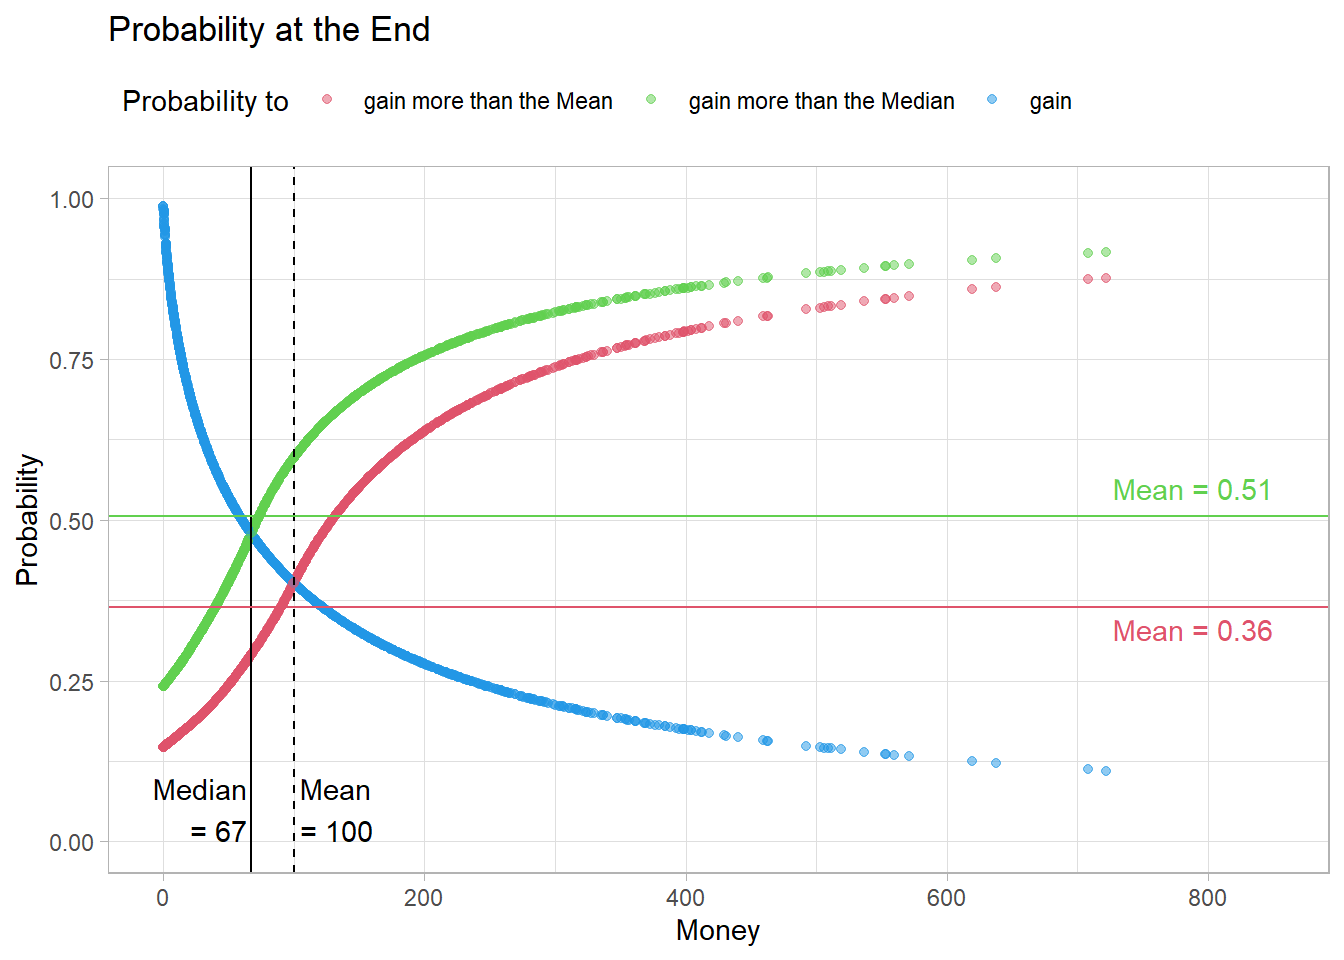 Probability at the End
Probability to gain more than the Mean gain more than the Median gain
1.00
0.75
0.50
0.25
0.00
Probability
Mean = 0.51
Mean = 0.36
Median
= 67
Mean
= 100
0 200 400 600 800
Money